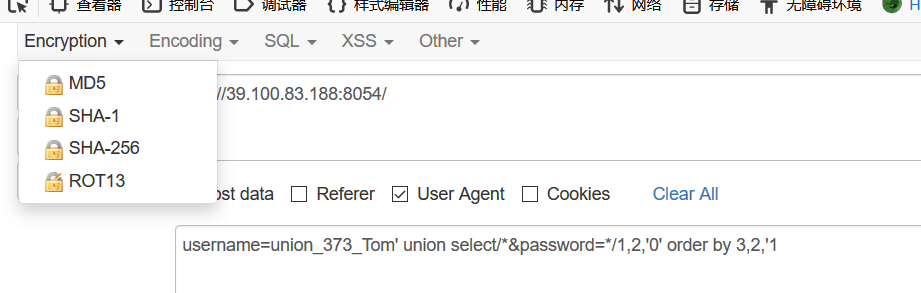 查看器 控制台 调试器 样式编辑器 性能 内存 网络 存储 无障碍环境 H
Encryption Encoding SQL XSS Other
MD5
//39.100.83.188:8054/
SHA-1
SHA-256
ROT13
ost data Referer User Agent Cookies Clear All
username=union_373_Tom' union select/*&password=*/1,2,'0' order by 3,2,'1